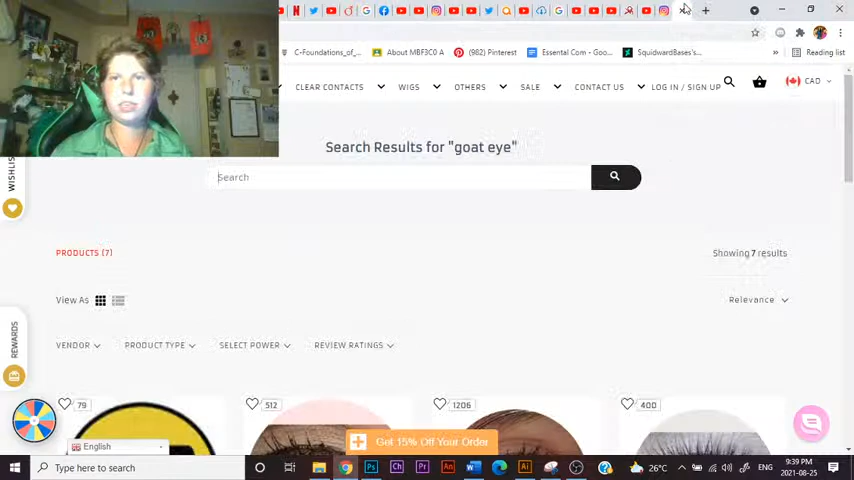 C-Foundations_of_...
About MBF3C0 A
(982) Pinterest
Essental Com - Goo...
SquidwardBases's...
»
Reading list
CLEAR CONTACTS
WIGS
OTHERS
SALE
CONTACT US
LOG IN / SIGN UP
CAD
Search Results for "goat eye"
Search
WISHLIS
PRODUCTS (7)
Showing 7 results
View As
Relevance
REWARDS
VENDOR
PRODUCT TYPE
SELECT POWER
REVIEW RATINGS
79
512
1206
400
Get 15% Off Your Order
English
Type here to search
26°C
ENG
9:39 PM
2021-08-25